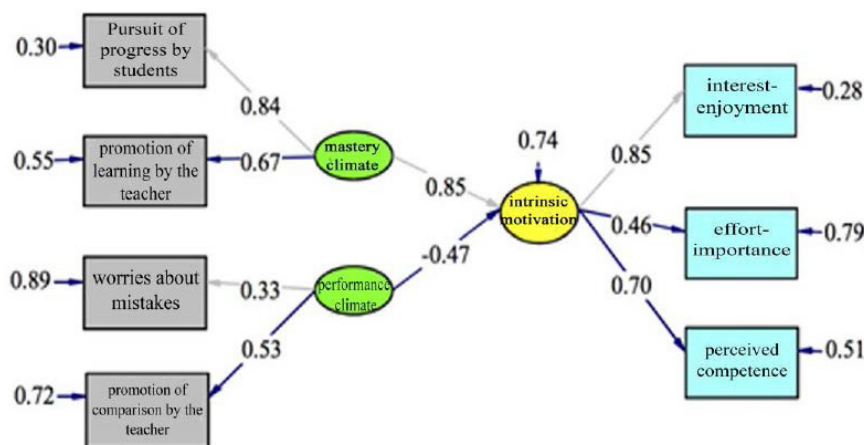 Pursuit of
progress by
students
0.30
0.84
promotion of
learning by the
teacher
0.55
0.67
mastery
climate
0.85
worries about
mistakes
0.89
0.33
performance
climate
-0.47
promotion of
comparison by the
teacher
0.72
0.53
0.74
intrinsic
motivation
0.85
interest-
enjoyment
0.28
0.46
effort-
importance
0.79
0.70
perceived
competence
0.51